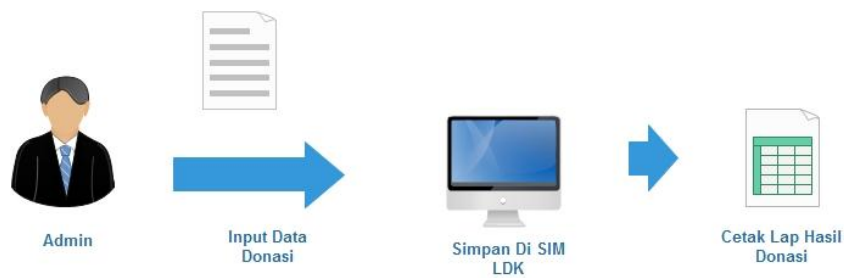 Admin
Input Data
Donasi
Simpan Di SIM
LDK
Cetak Lap Hasil
Donasi